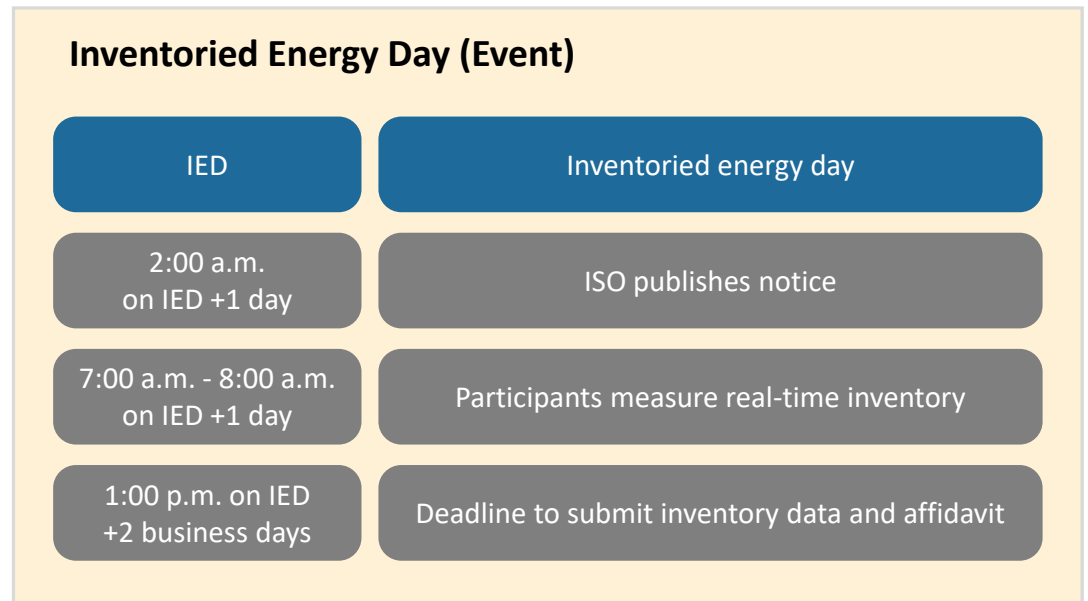 Inventoried Energy Day (Event)
IED
Inventoried energy day
2:00 a.m.
on IED +1 day
ISO publishes notice
7:00 a.m. - 8:00 a.m.
on IED +1 day
Participants measure real-time inventory
1:00 p.m. on IED
+2 business days
Deadline to submit inventory data and affidavit